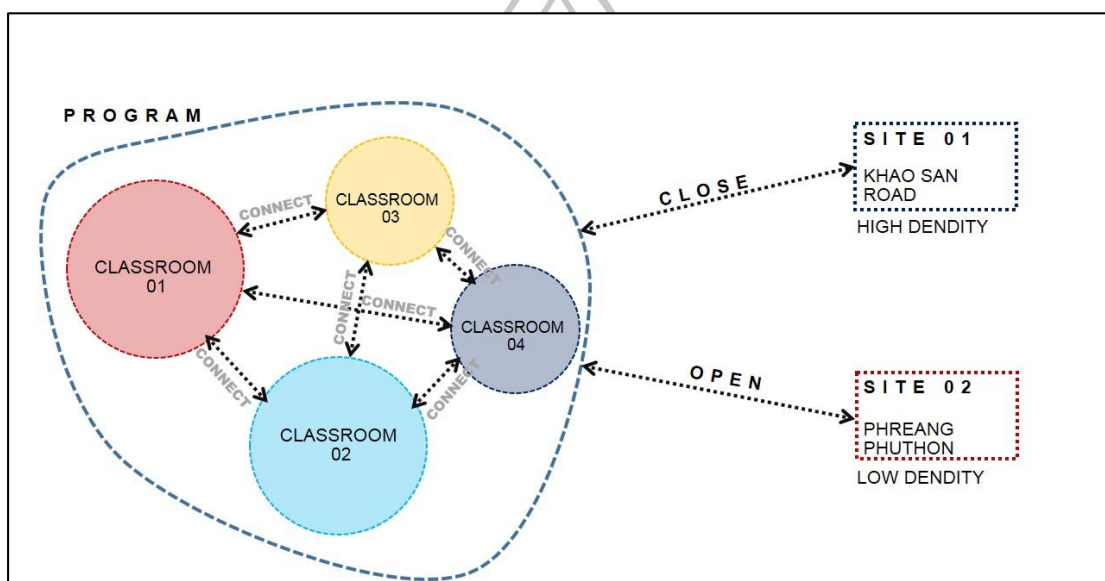 PROGRAM
CLASSROOM
03
CONNECT
CLASSROOM
01
CONNECT
CONNECT
CONNECT
CLASSROOM
04
CONNECT
CONNECT
CLASSROOM
02
CLOSE
SITE 01
KHAO SAN
ROAD
HIGH DENDITY
OPEN
SITE 02
PHREANG
PHUTHON
LOW DENDITY